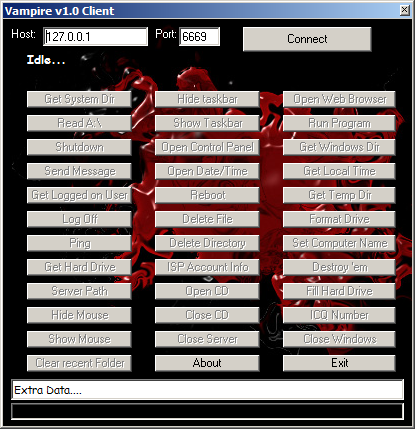 Vampire v1.0 Client
Host: 127.0.0.1 Port: 6669 Connect
Idle...
Get System Dir Hide taskbar Open Web Browser
Read A:\ Show Taskbar Run Program
Shutdown Open Control Panel Get Windows Dir
Send Message Open Date/Time Get Local Time
Get Logged on User Reboot Get Temp Dir
Log Off Delete File Format Drive
Ping Delete Directory Set Computer Name
Get Hard Drive ISP Account Info Destroy 'em
Server Path Open CD Fill Hard Drive
Hide Mouse Close CD ICQ Number
Show Mouse Close Server Close Windows
Clear recent Folder About Exit
Extra Data....